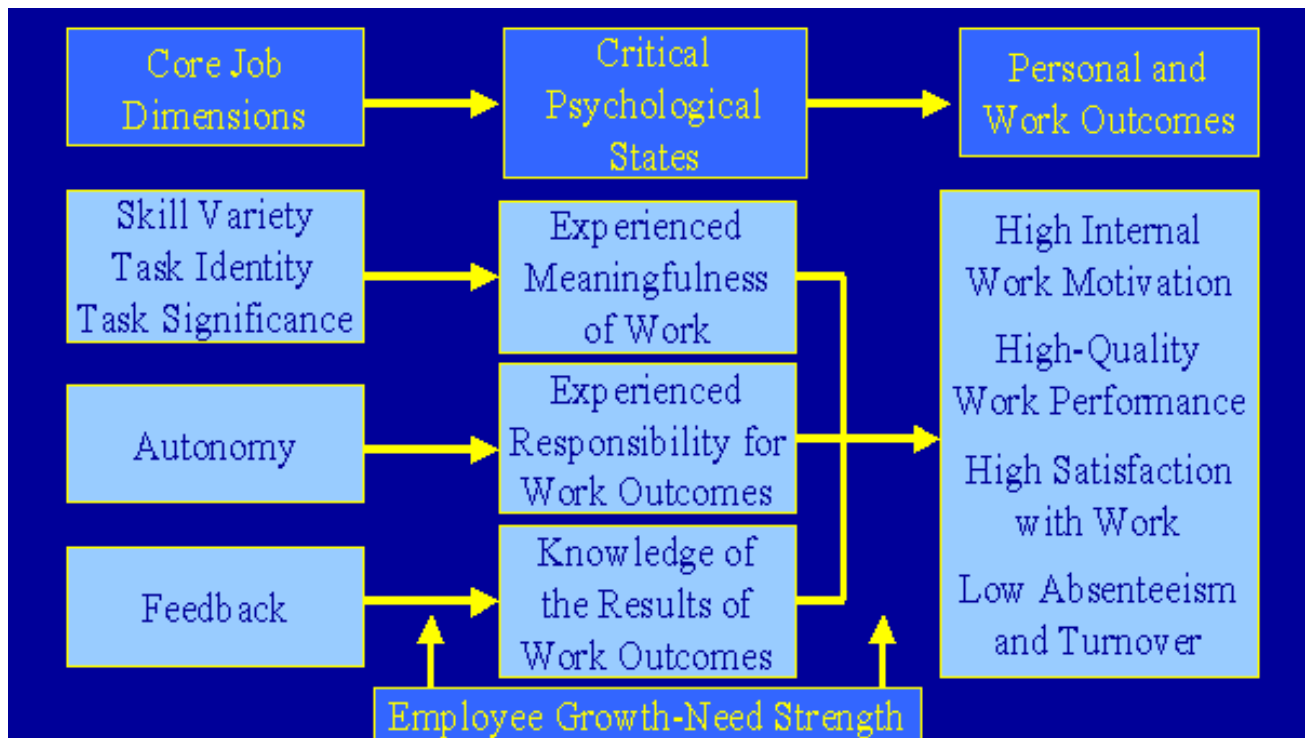 Core Job
Dimensions
Critical
Psychological
States
Personal and
Work Outcomes
Skill Variety
Task Identity
Task Significance
Experienced
Meaningfulness
of Work
High Internal
Work Motivation
High-Quality
Work Performance
High Satisfaction
with Work
Low Absenteeism
and Turnover
Autonomy
Experienced
Responsibility for
Work Outcomes
Feedback
Knowledge of
the Results of
Work Outcomes
Employee Growth-Need Strength